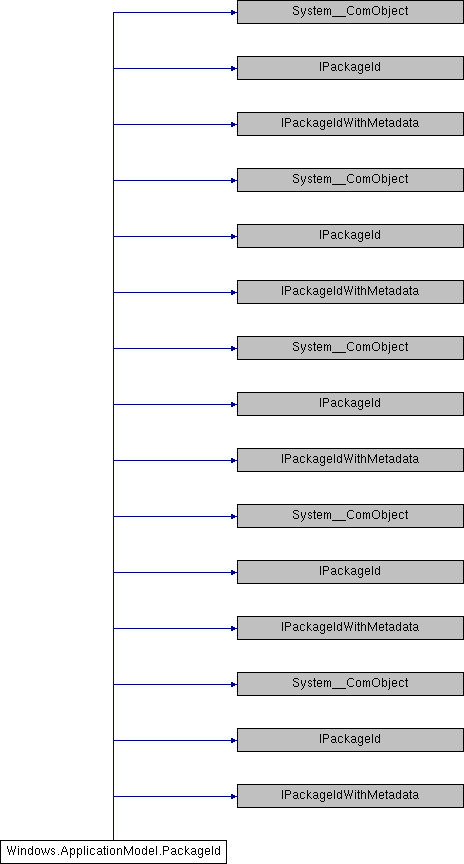 System__ComObject
IPackageId
IPackageIdWithMetadata
System__ComObject
IPackageId
IPackageIdWithMetadata
System__ComObject
IPackageId
IPackageIdWithMetadata
System__ComObject
IPackageId
IPackageIdWithMetadata
System__ComObject
IPackageId
IPackageIdWithMetadata
Windows.ApplicationModel.PackageId